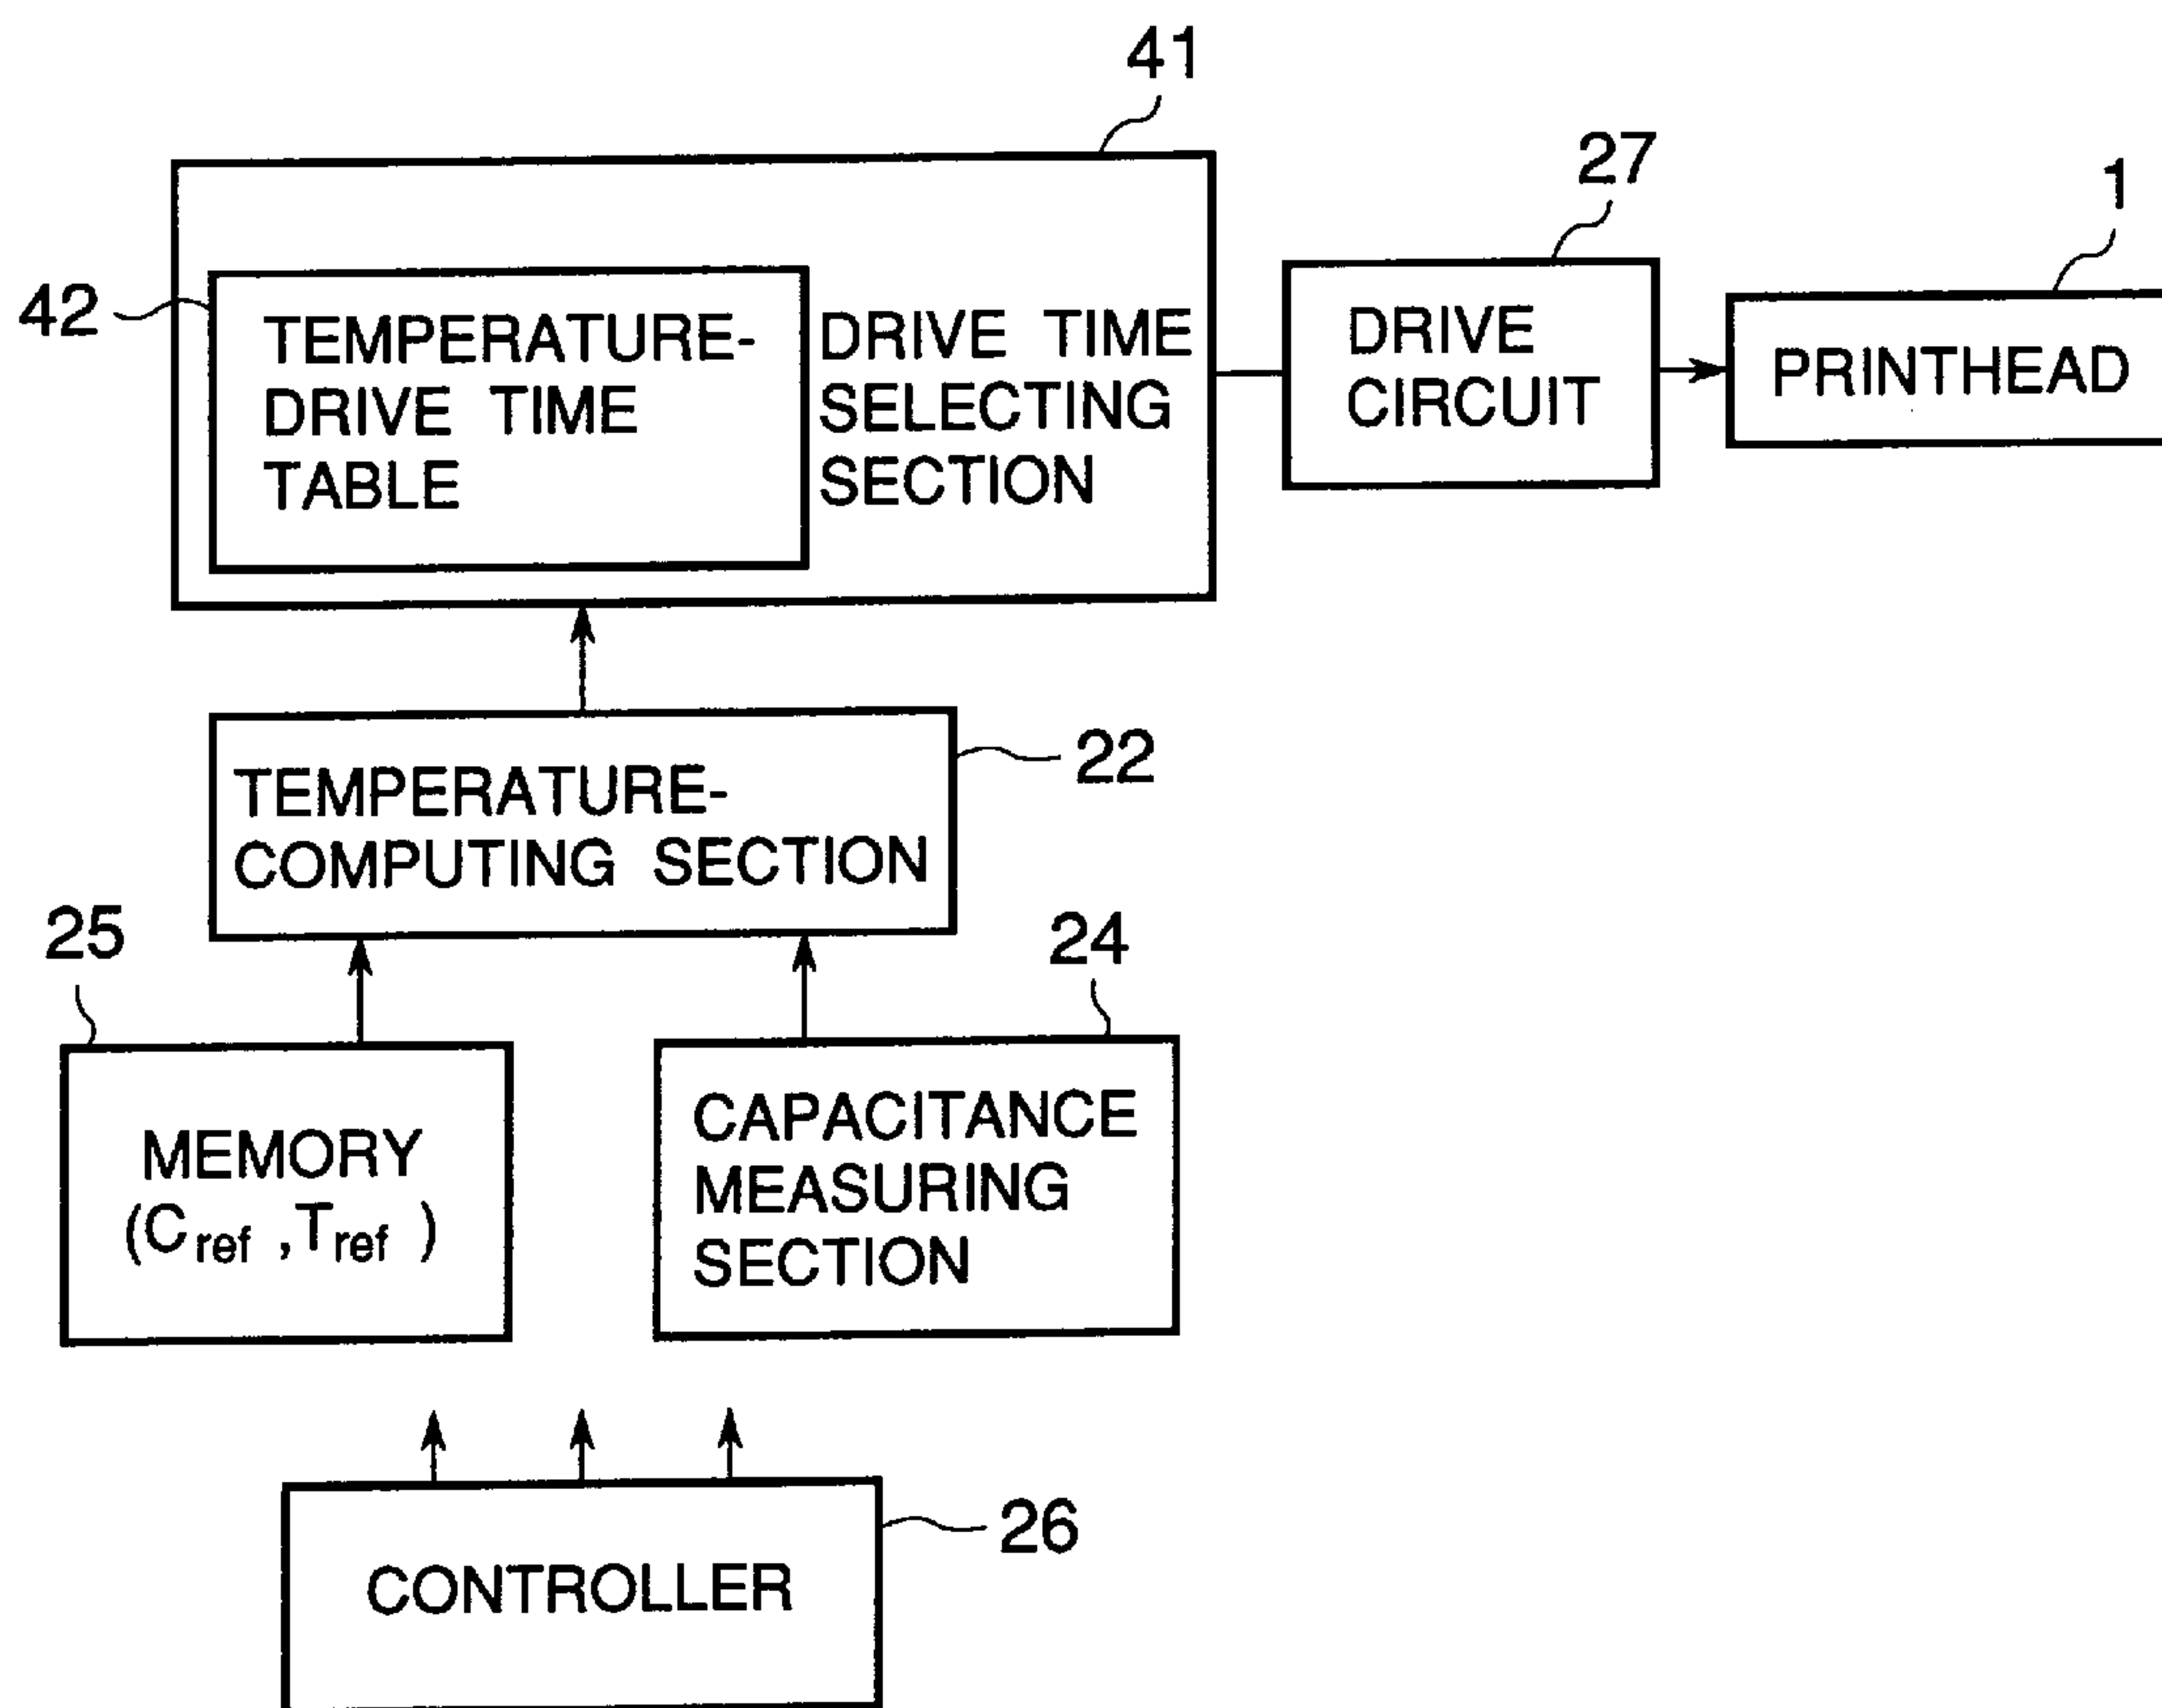 41
27
1
42
TEMPERATURE-
DRIVE TIME
TABLE
DRIVE TIME
SELECTING
SECTION
DRIVE
CIRCUIT
PRINTHEAD
22
TEMPERATURE-
COMPUTING SECTION
25
24
MEMORY
(Cref ,Tref )
CAPACITANCE
MEASURING
SECTION
26
CONTROLLER